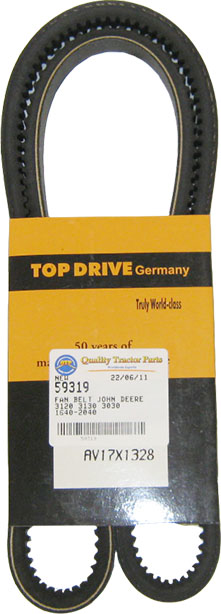 TOP DRIVE Germany
Truly World-class
50 years of
Quality Tractor Parts
NEW 22/06/11
59319
FAN BELT JOHN DEERE
3120 3130 3030
1640-2040
59319
AV17X1328